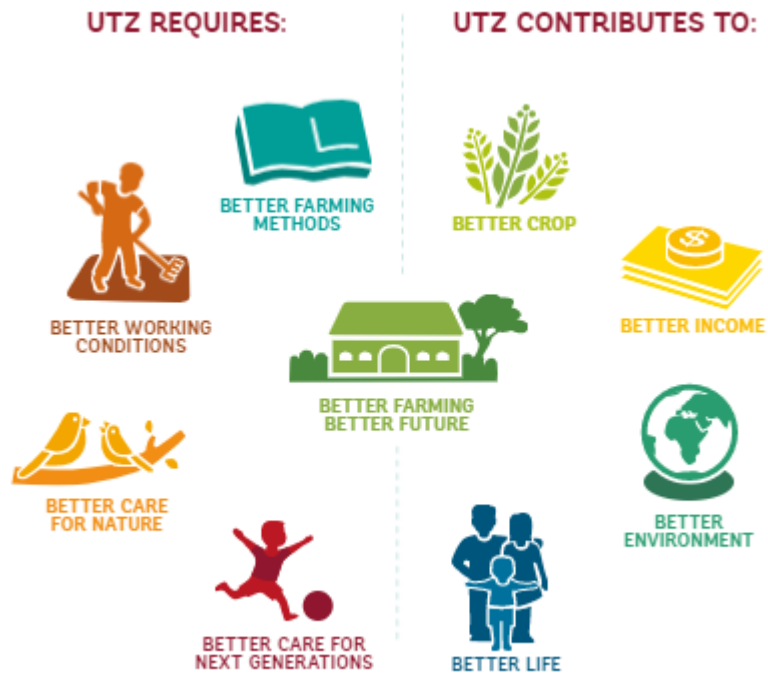 UTZ REQUIRES:
UTZ CONTRIBUTES TO:
BETTER FARMING
METHODS
BETTER WORKING
CONDITIONS
BETTER CARE
FOR NATURE
BETTER CARE FOR
NEXT GENERATIONS
BETTER FARMING
BETTER FUTURE
BETTER CROP
$
BETTER INCOME
BETTER
ENVIRONMENT
BETTER LIFE